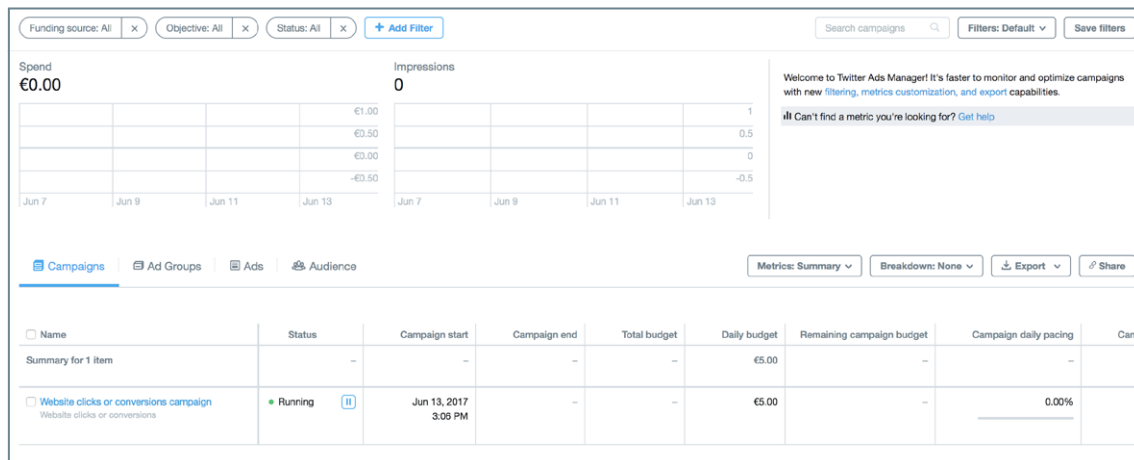 Funding source: All ×
Objective: All ×
Status: All ×
+ Add Filter
Search campaigns
Filters: Default
Save filters
Spend
€0.00
€1.00
€0.50
€0.00
-€0.50
Jun 7
Jun 9
Jun 11
Jun 13
Impressions
0
1
0.5
0
-0.5
Jun 7
Jun 9
Jun 11
Jun 13
Welcome to Twitter Ads Manager! It's faster to monitor and optimize campaigns
with new filtering, metrics customization, and export capabilities.
Can't find a metric you're looking for? Get help
Campaigns
Ad Groups
Ads
Audience
Metrics: Summary
Breakdown: None
Export
Share
Name
Status
Campaign start
Campaign end
Total budget
Daily budget
Remaining campaign budget
Campaign daily pacing
Car
Summary for 1 item
–
–
–
–
€5.00
–
–
Website clicks or conversions campaign
Website clicks or conversions
Running
Jun 13, 2017
3:06 PM
–
–
€5.00
–
0.00%